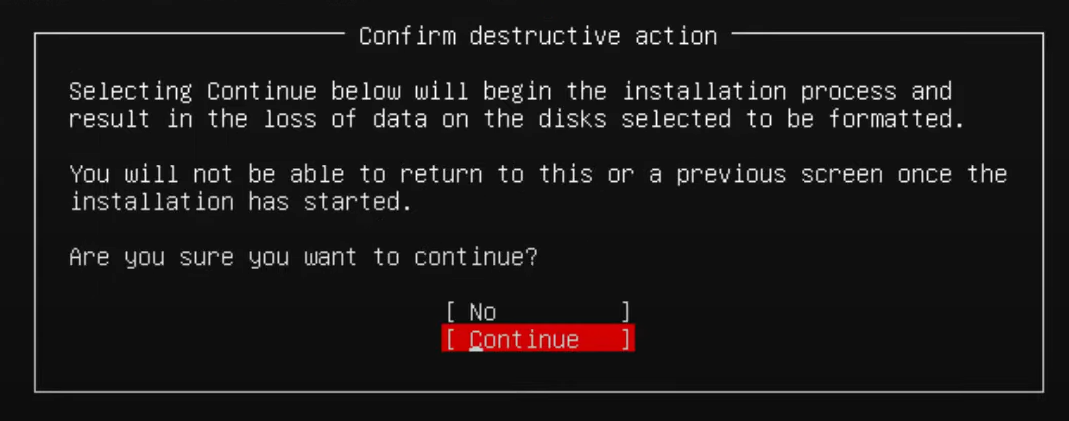 Confirm destructive action
Selecting Continue below will begin the installation process and
result in the loss of data on the disks selected to be formatted.
You will not be able to return to this or a previous screen once the
installation has started.
Are you sure you want to continue?
[ No ]
[ Continue ]